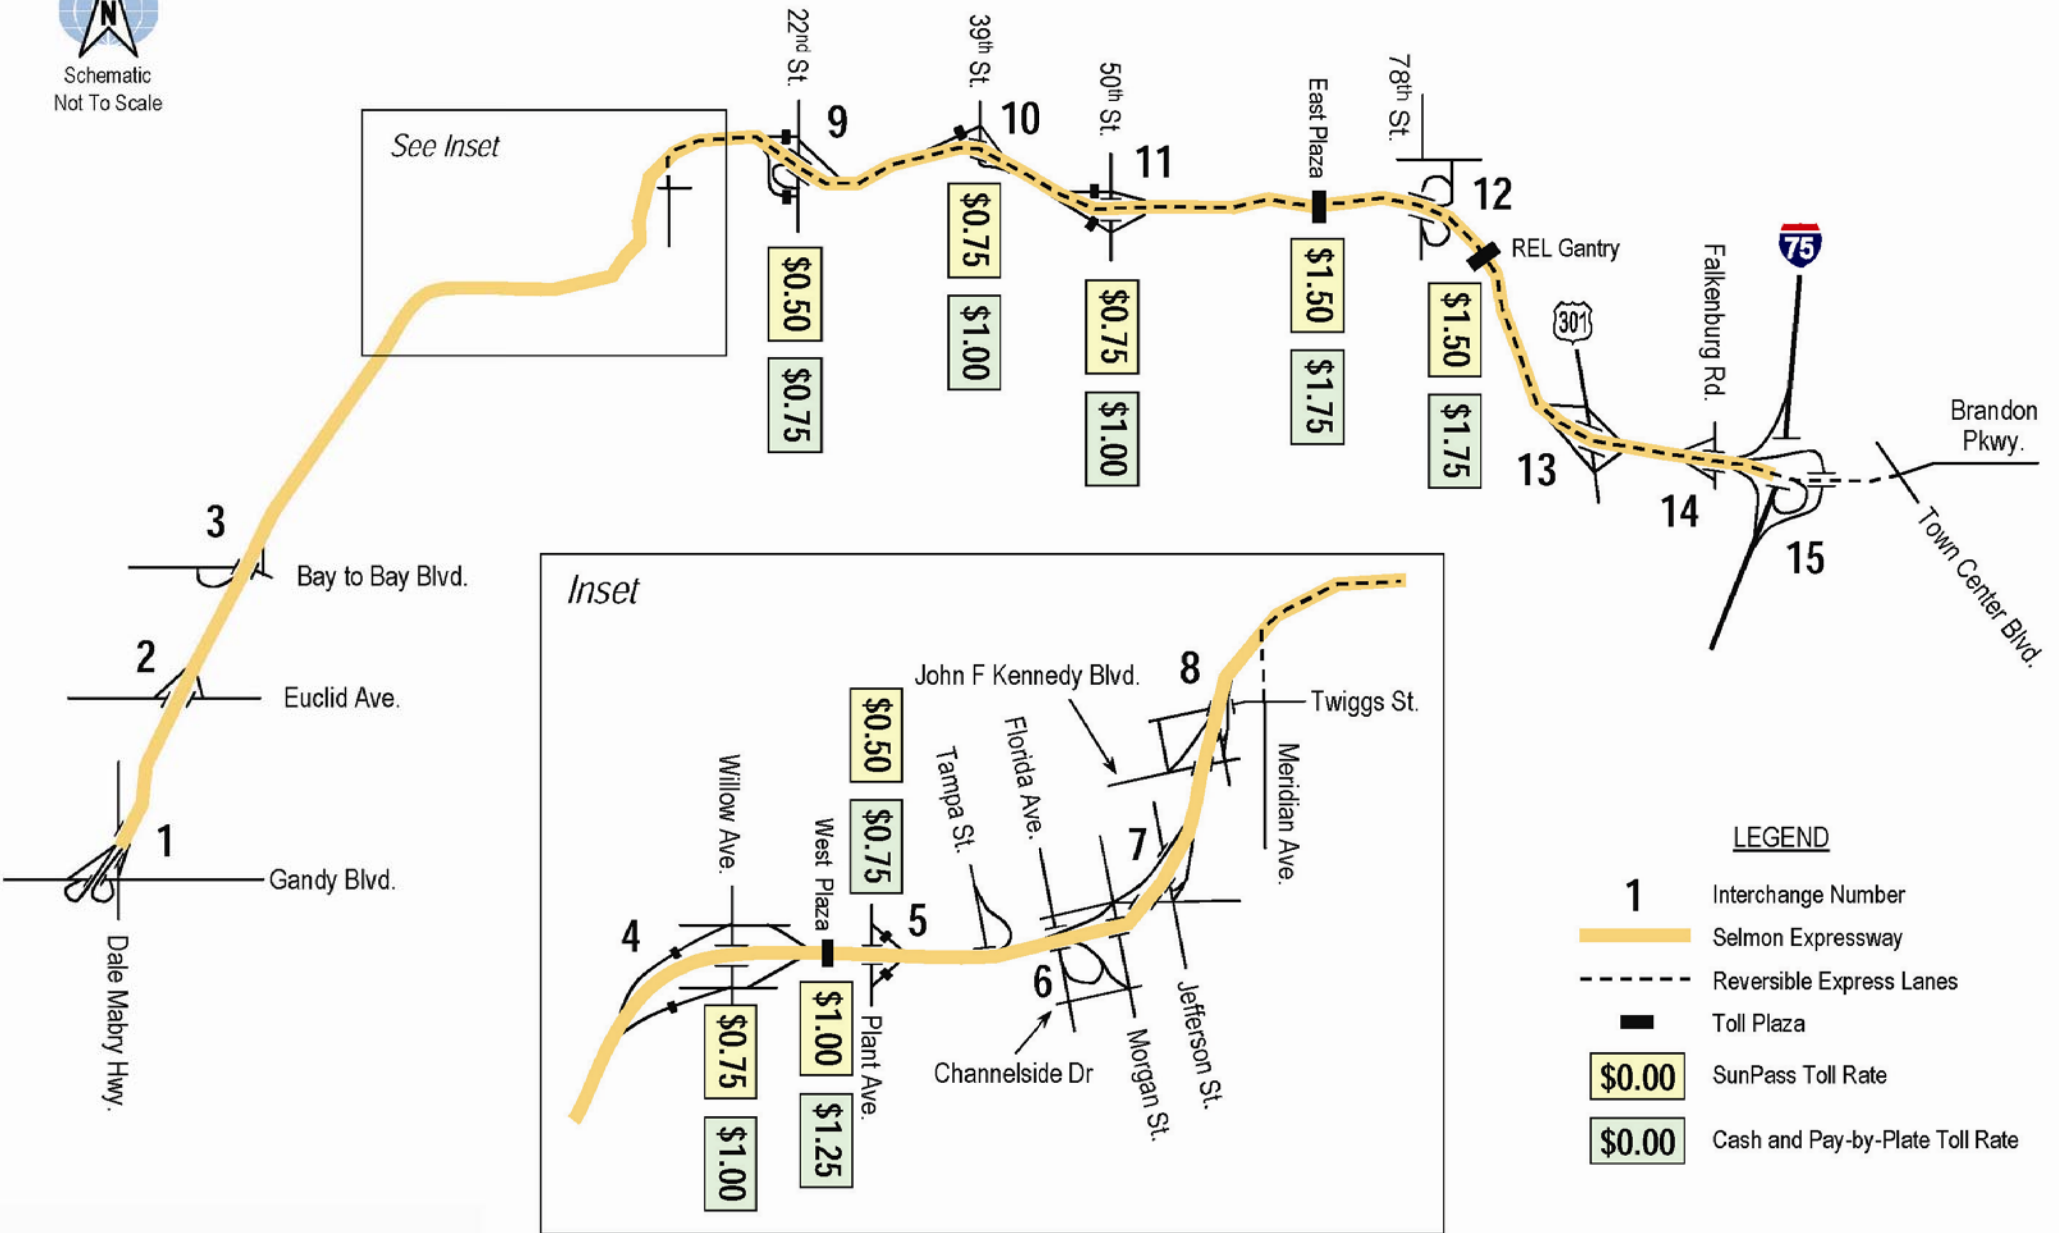 N
Schematic
Not To Scale
See Inset
22nd St.
9
$0.50
$0.75
39th St.
10
$0.75
$1.00
50th St.
11
$0.75
$1.00
East Plaza
$1.50
$1.75
78th St.
12
REL Gantry
$1.50
$1.75
301
13
Falkenburg Rd.
14
75
15
Brandon
Pkwy.
Town Center Blvd.
3
Bay to Bay Blvd.
2
Euclid Ave.
1
Gandy Blvd.
Dale Mabry Hwy.
Inset
4
Willow Ave.
$0.75
$1.00
West Plaza
$1.00
$1.25
$0.50
$0.75
5
Plant Ave.
Tampa St.
Florida Ave.
6
Channelside Dr
John F Kennedy Blvd.
7
8
Twiggs St.
Meridian Ave.
Jefferson St.
Morgan St.
LEGEND
1 Interchange Number
Selmon Expressway
Reversible Express Lanes
Toll Plaza
$0.00 SunPass Toll Rate
$0.00 Cash and Pay-by-Plate Toll Rate